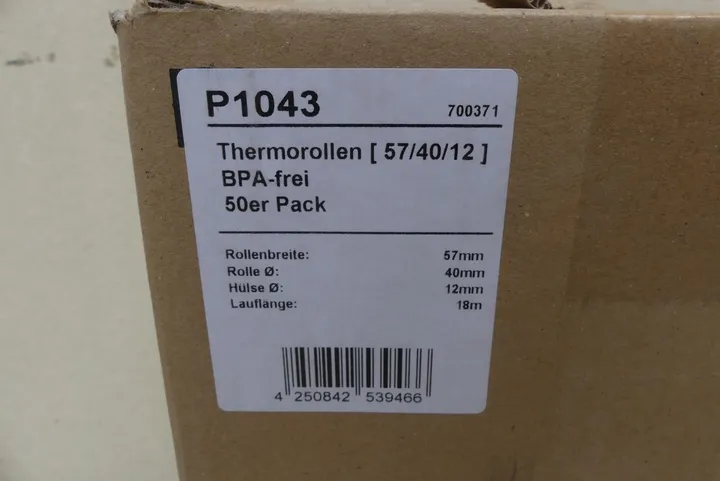 P1043 700371
Thermorollen [ 57/40/12 ]
BPA-frei
50er Pack
Rollenbreite: 57mm
Rolle Ø: 40mm
Hülse Ø: 12mm
Lauflänge: 18m
4 250842 539466